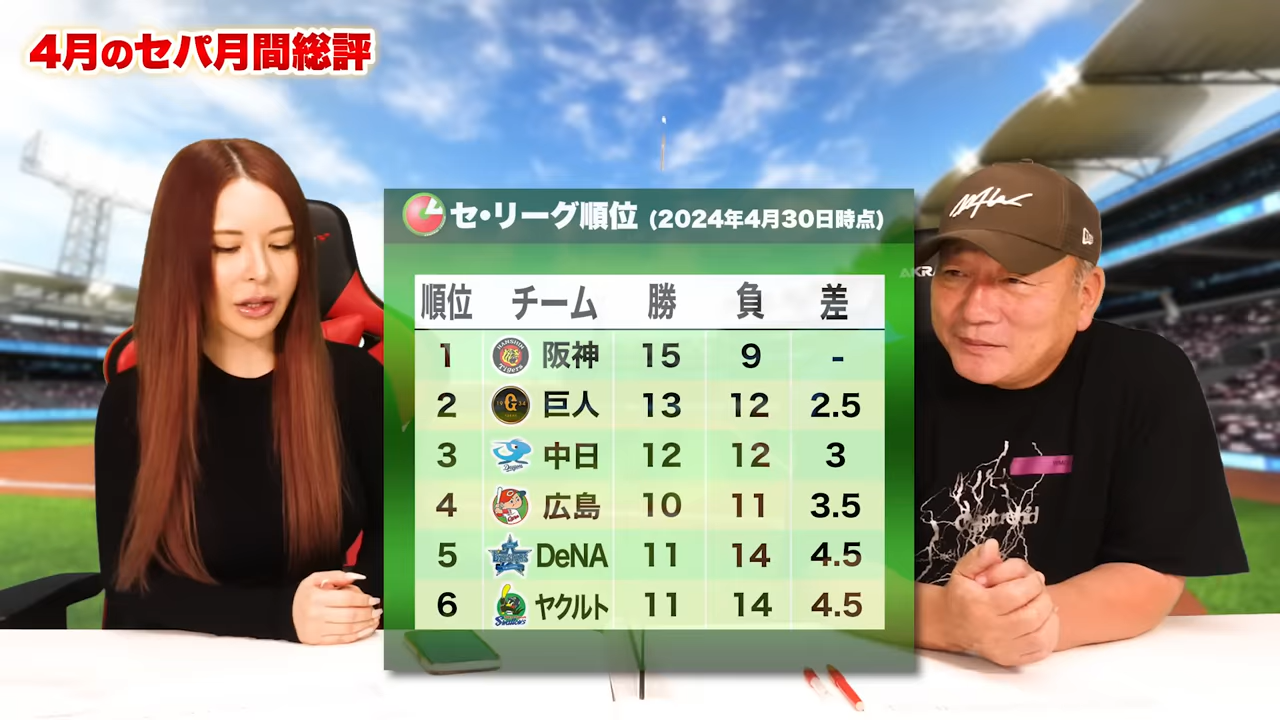 4月のセパ月間総評
セ・リーグ順位 (2024年4月30日時点)
順位 チーム 勝 負 差
1 阪神 15 9 -
2 巨人 13 12 2.5
3 中日 12 12 3
4 広島 10 11 3.5
5 DeNA 11 14 4.5
6 ヤクルト 11 14 4.5
AKR